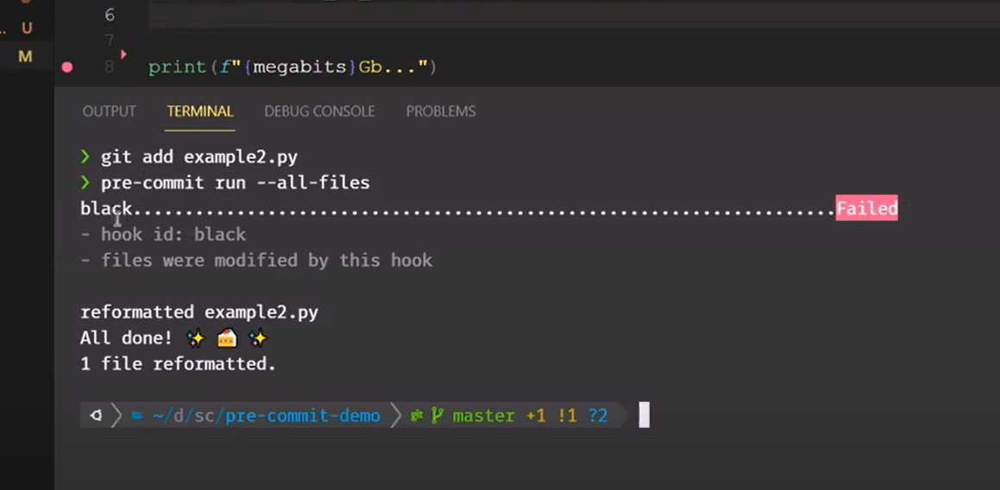 6
U
7
M
8 print(f"{megabits}Gb...")
OUTPUT TERMINAL DEBUG CONSOLE PROBLEMS
❯ git add example2.py
❯ pre-commit run --all-files
black....................................................................Failed
- hook id: black
- files were modified by this hook
reformatted example2.py
All done! ✨ 🍰 ✨
1 file reformatted.
~/d/sc/pre-commit-demo master +1 !1 ?2